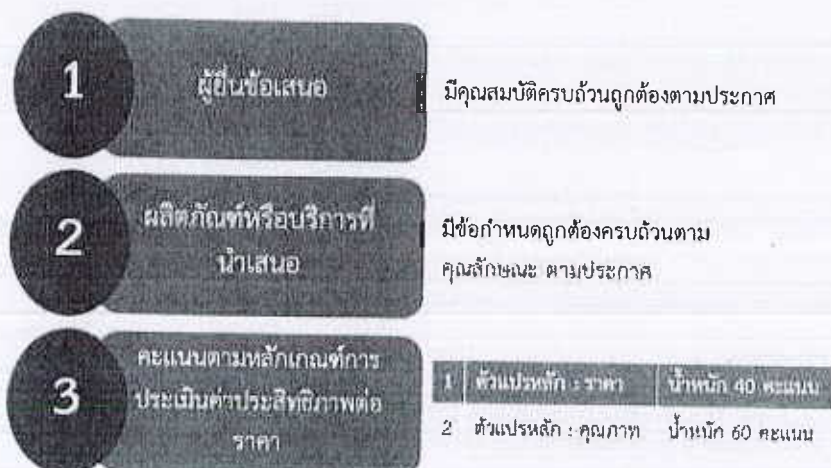 1
ผู้ยื่นข้อเสนอ
มีคุณสมบัติครบถ้วนถูกต้องตามประกาศ
2
ผลิตภัณฑ์หรือบริการที่
นำเสนอ
มีข้อกำหนดถูกต้องครบถ้วนตาม
คุณลักษณะ ตามประกาศ
3
คะแนนตามหลักเกณฑ์การ
ประเมินค่าประสิทธิภาพต่อ
ราคา
1 ตัวแปรหลัก : ราคา น้ำหนัก 40 คะแนน
2 ตัวแปรหลัก : คุณภาพ น้ำหนัก 60 คะแนน